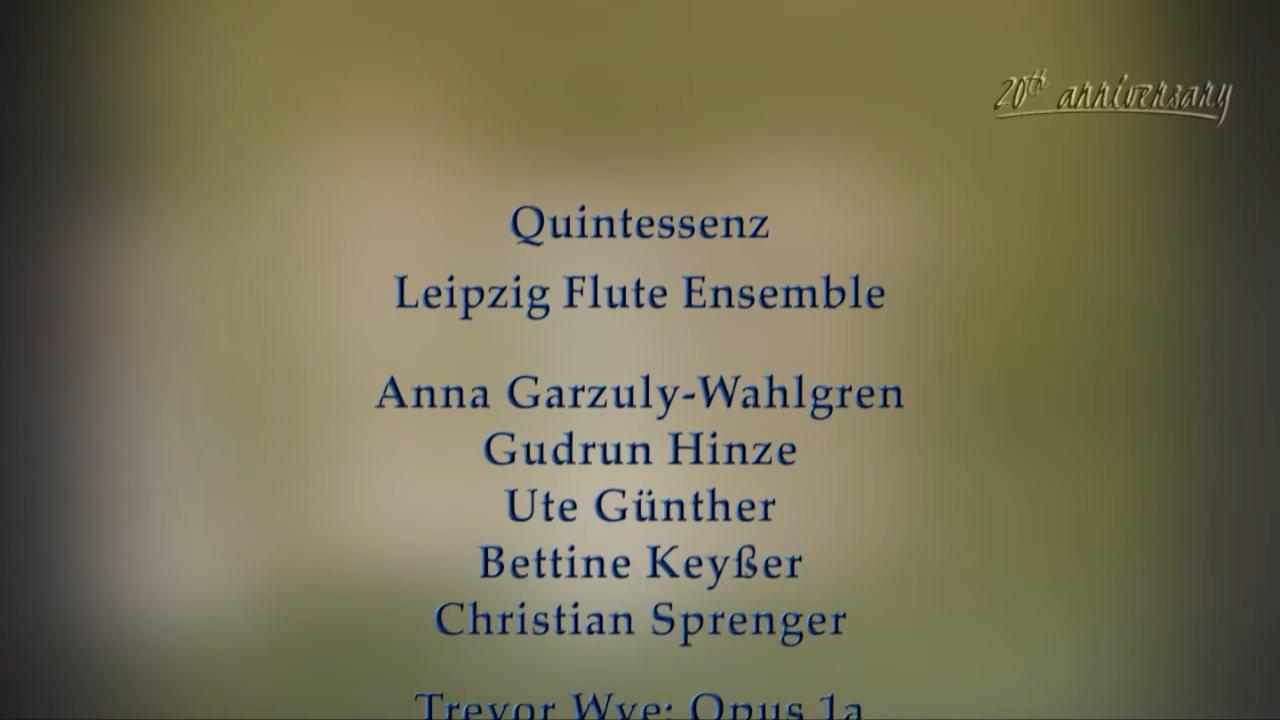 20th anniversary
Quintessenz
Leipzig Flute Ensemble
Anna Garzuly-Wahlgren
Gudrun Hinze
Ute Günther
Bettine Keyßer
Christian Sprenger
Trevor Wye: Opus 1a